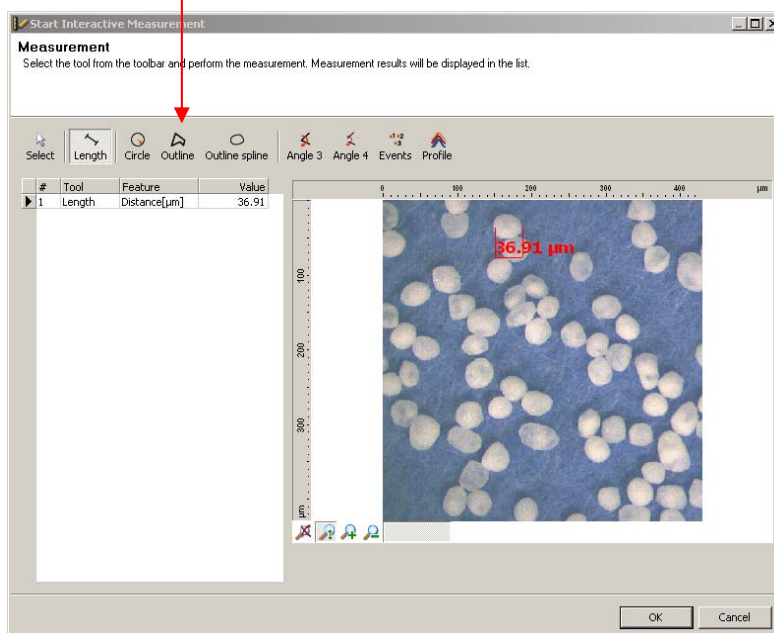 Start Interactive Measurement
Measurement
Select the tool from the toolbar and perform the measurement. Measurement results will be displayed in the list.
Select Length Circle Outline Outline spline Angle 3 Angle 4 Events Profile
# Tool Feature Value
1 Length Distance[µm] 36.91
0 100 200 300 400 µm
36.91 µm
100
200
300
µm
OK Cancel